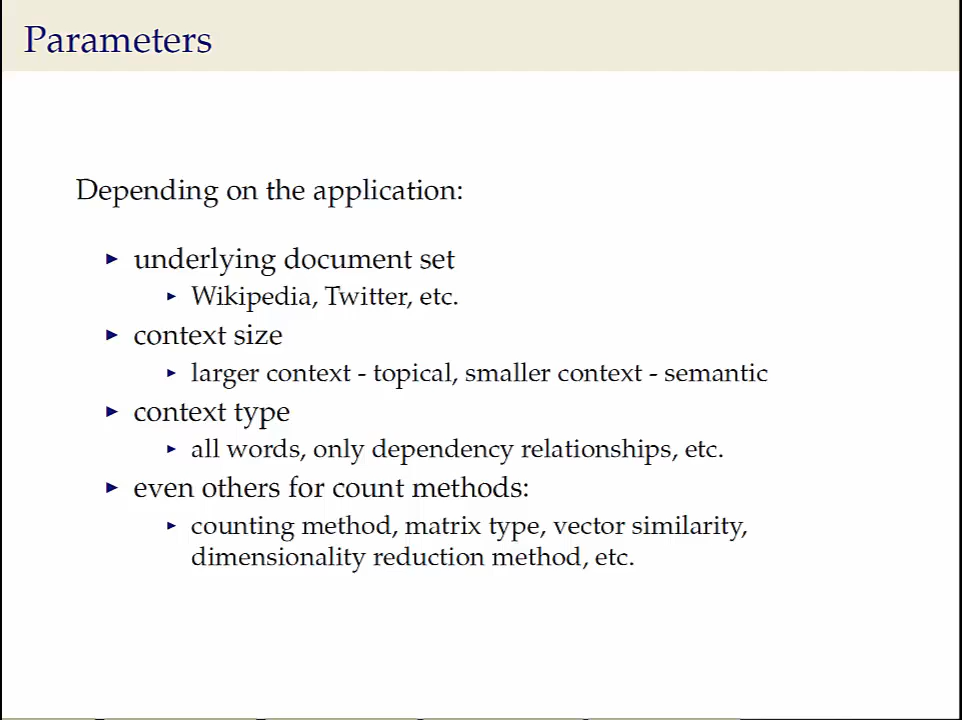 Parameters
Depending on the application:
▸ underlying document set
▸ Wikipedia, Twitter, etc.
▸ context size
▸ larger context - topical, smaller context - semantic
▸ context type
▸ all words, only dependency relationships, etc.
▸ even others for count methods:
▸ counting method, matrix type, vector similarity,
dimensionality reduction method, etc.